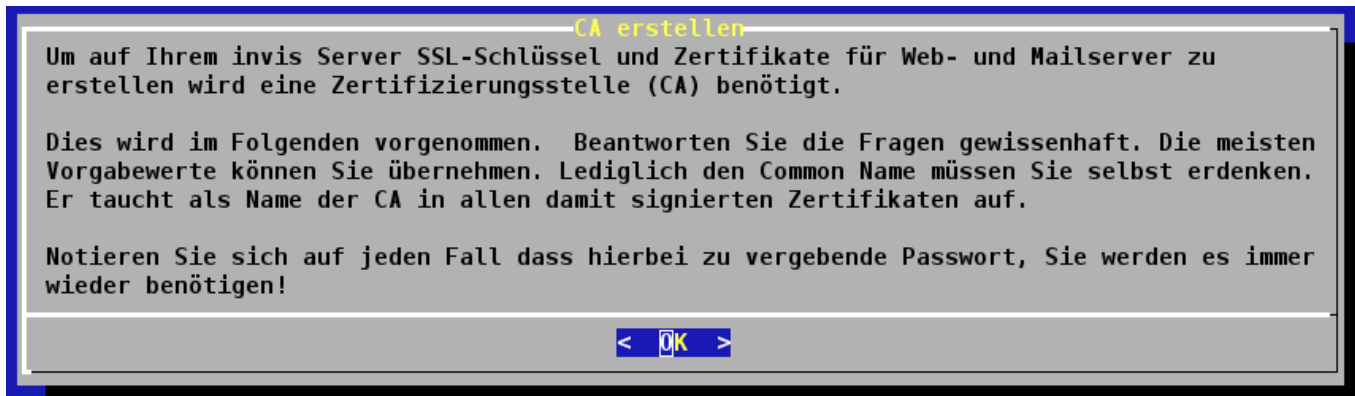 CA erstellen
Um auf Ihrem invis Server SSL-Schlüssel und Zertifikate für Web- und Mailserver zu
erstellen wird eine Zertifizierungsstelle (CA) benötigt.
Dies wird im Folgenden vorgenommen.  Beantworten Sie die Fragen gewissenhaft. Die meisten
Vorgabewerte können Sie übernehmen. Lediglich den Common Name müssen Sie selbst erdenken.
Er taucht als Name der CA in allen damit signierten Zertifikaten auf.
Notieren Sie sich auf jeden Fall dass hierbei zu vergebende Passwort, Sie werden es immer
wieder benötigen!
<  OK  >